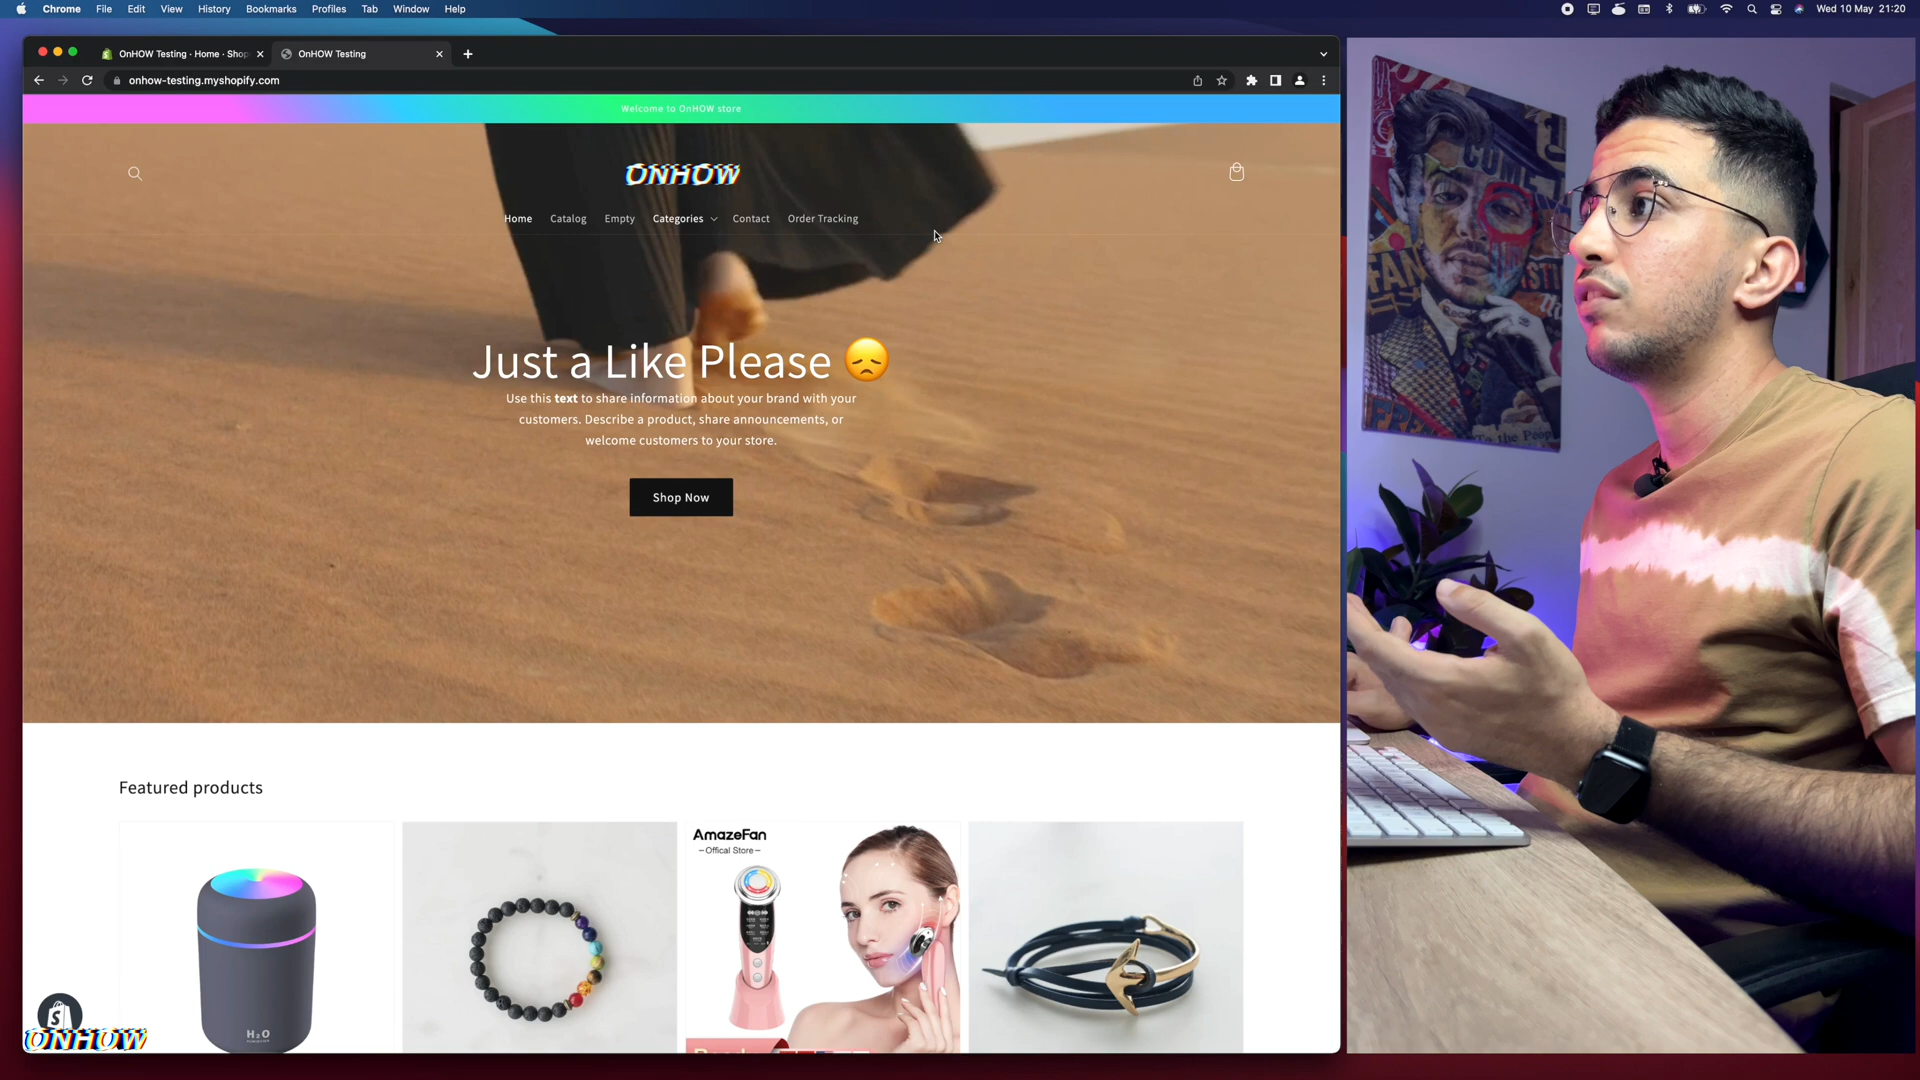 Chrome File Edit View History Bookmarks Profiles Tab Window Help Wed 10 May 21:20
OnHOW Testing · Home · Shop
OnHOW Testing
onhow-testing.myshopify.com
Welcome to OnHOW store
ONHOW
Home Catalog Empty Categories Contact Order Tracking
Just a Like Please 😞
Use this text to share information about your brand with your
customers. Describe a product, share announcements, or
welcome customers to your store.
Shop Now
Featured products
AmazeFan
–Offical Store–
H₂O
ONHOW
To the People